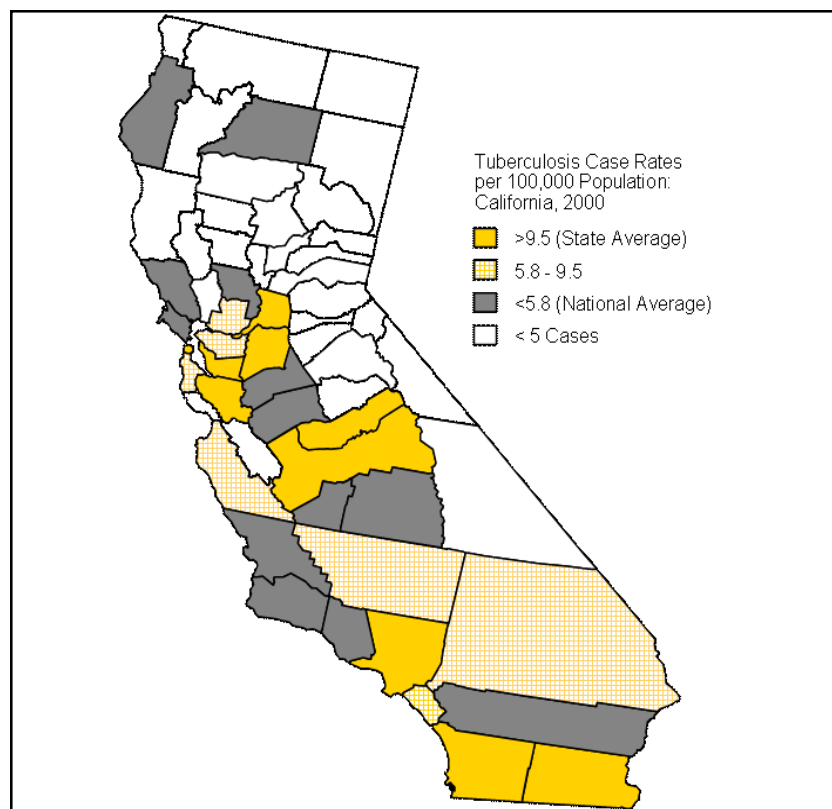 Tuberculosis Case Rates
per 100,000 Population:
California, 2000
>9.5 (State Average)
5.8 - 9.5
<5.8 (National Average)
< 5 Cases